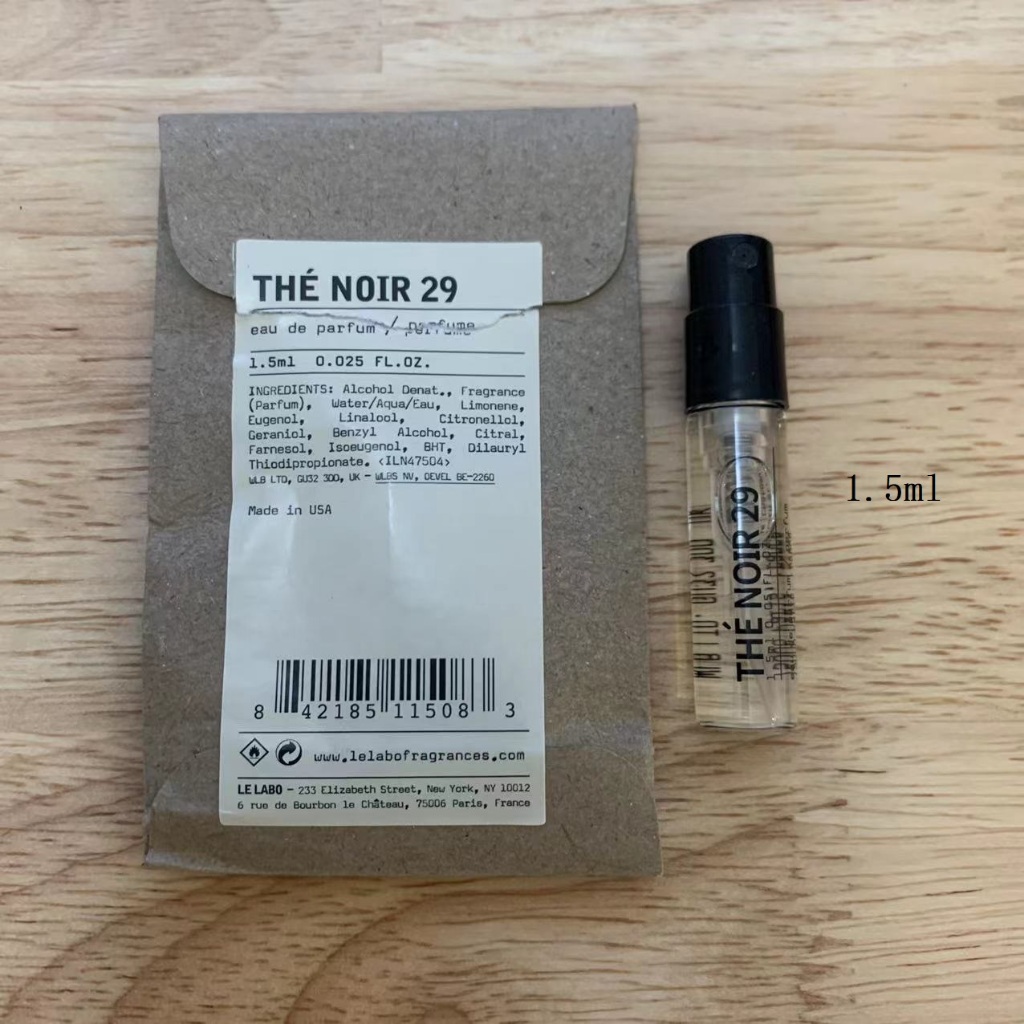 THÉ NOIR 29
eau de parfum / parfume
1.5ml 0.025 FL.OZ.
INGREDIENTS: Alcohol Denat., Fragrance
(Parfum), Water/Aqua/Eau, Limonene,
Eugenol, Linalool, Citronellol,
Geraniol, Benzyl Alcohol, Citral,
Farnesol, Isoeugenol, BHT, Dilauryl
Thiodipropionate. <ILN47504>
WLB LTD, GU32 3QQ, UK - WLBS NV, DEVEL BE-2260
Made in USA
8 42185 11508 3
www.lelabofragrances.com
LE LABO – 233 Elizabeth Street, New York, NY 10012
6 rue de Bourbon le Château, 75006 Paris, France
THÉ NOIR 29
1.5ml